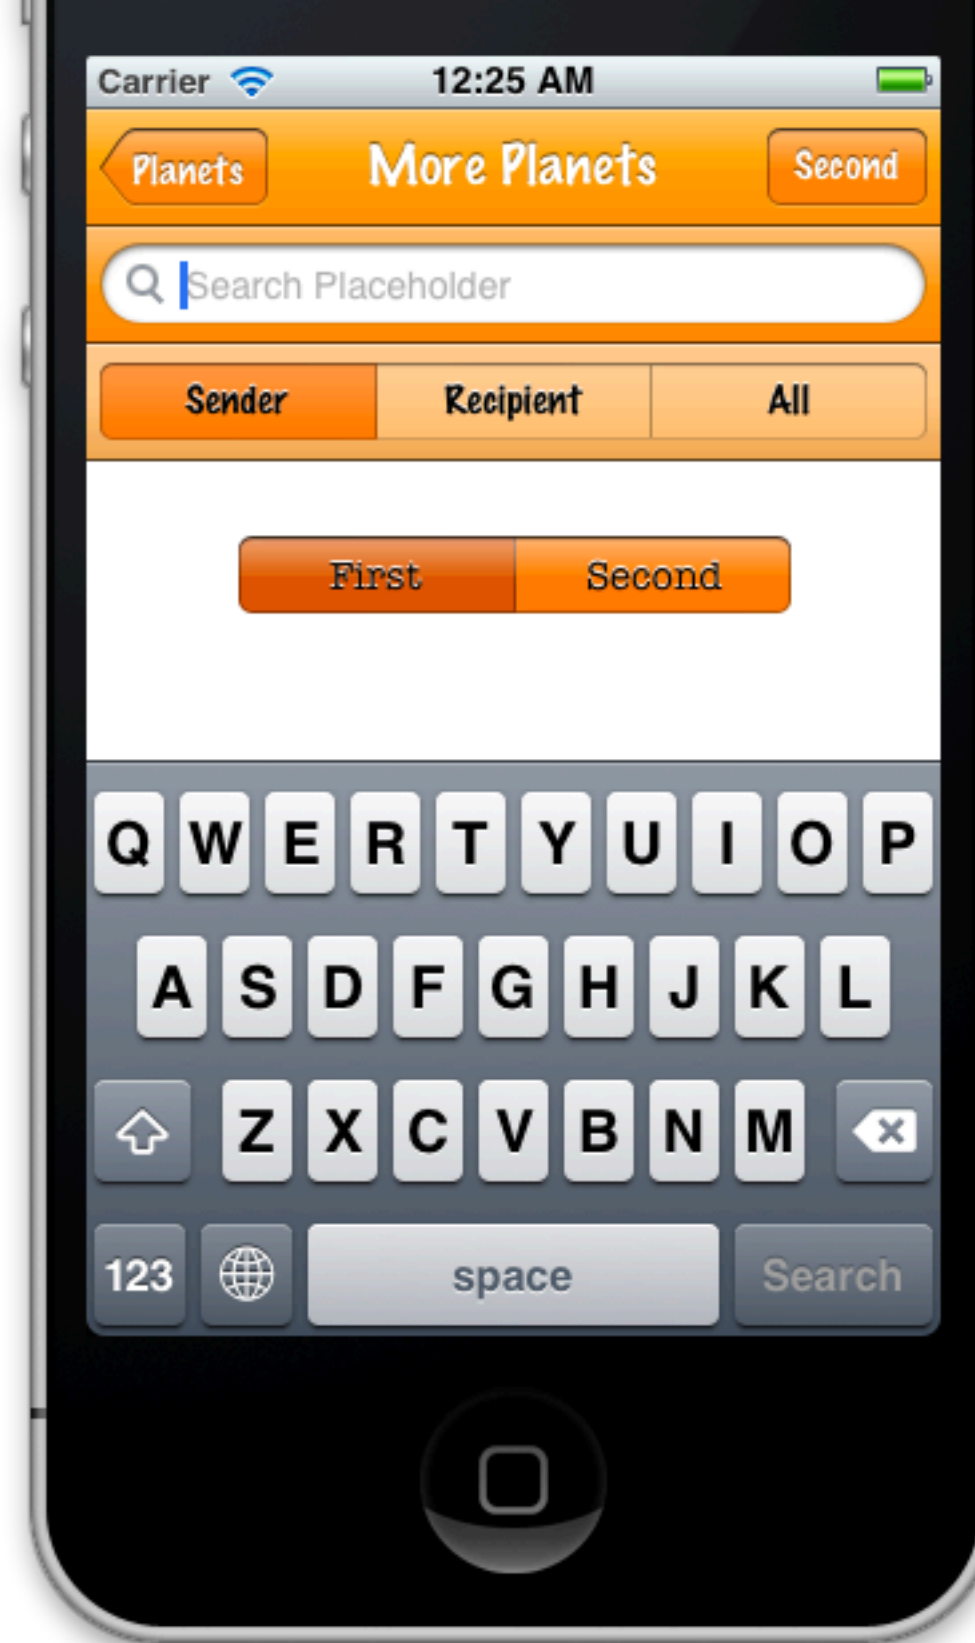 Carrier 12:25 AM
Planets More Planets Second
Search Placeholder
Sender Recipient All
First Second
Q W E R T Y U I O P
A S D F G H J K L
Z X C V B N M
123 space Search